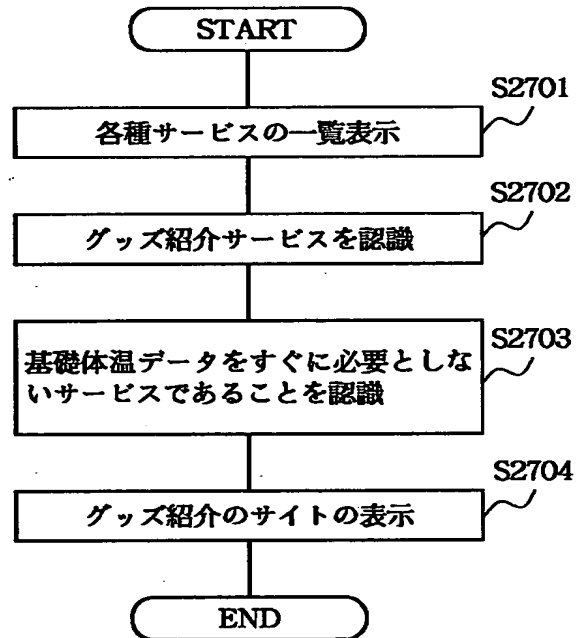 START
S2701
各種サービスの一覧表示
S2702
グッズ紹介サービスを認識
S2703
基礎体温データをすぐに必要としな
いサービスであることを認識
S2704
グッズ紹介のサイトの表示
END